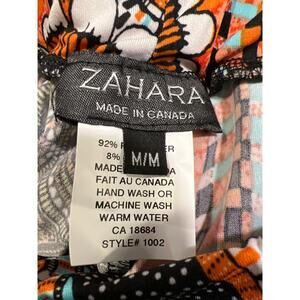 ZAHARA
MADE IN CANADA
M/M
92%
8%
MADE
FAIT AU CANADA
HAND WASH OR
MACHINE WASH
WARM WATER
CA 18684
STYLE# 1002